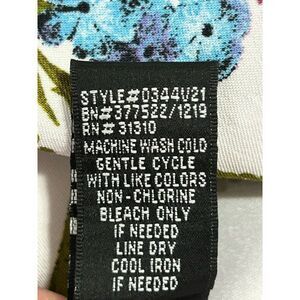 STYLE#0344V21
BN#377522/1219
RN# 31310
MACHINE WASH COLD
GENTLE CYCLE
WITH LIKE COLORS
NON-CHLORINE
BLEACH ONLY
IF NEEDED
LINE DRY
COOL IRON
IF NEEDED